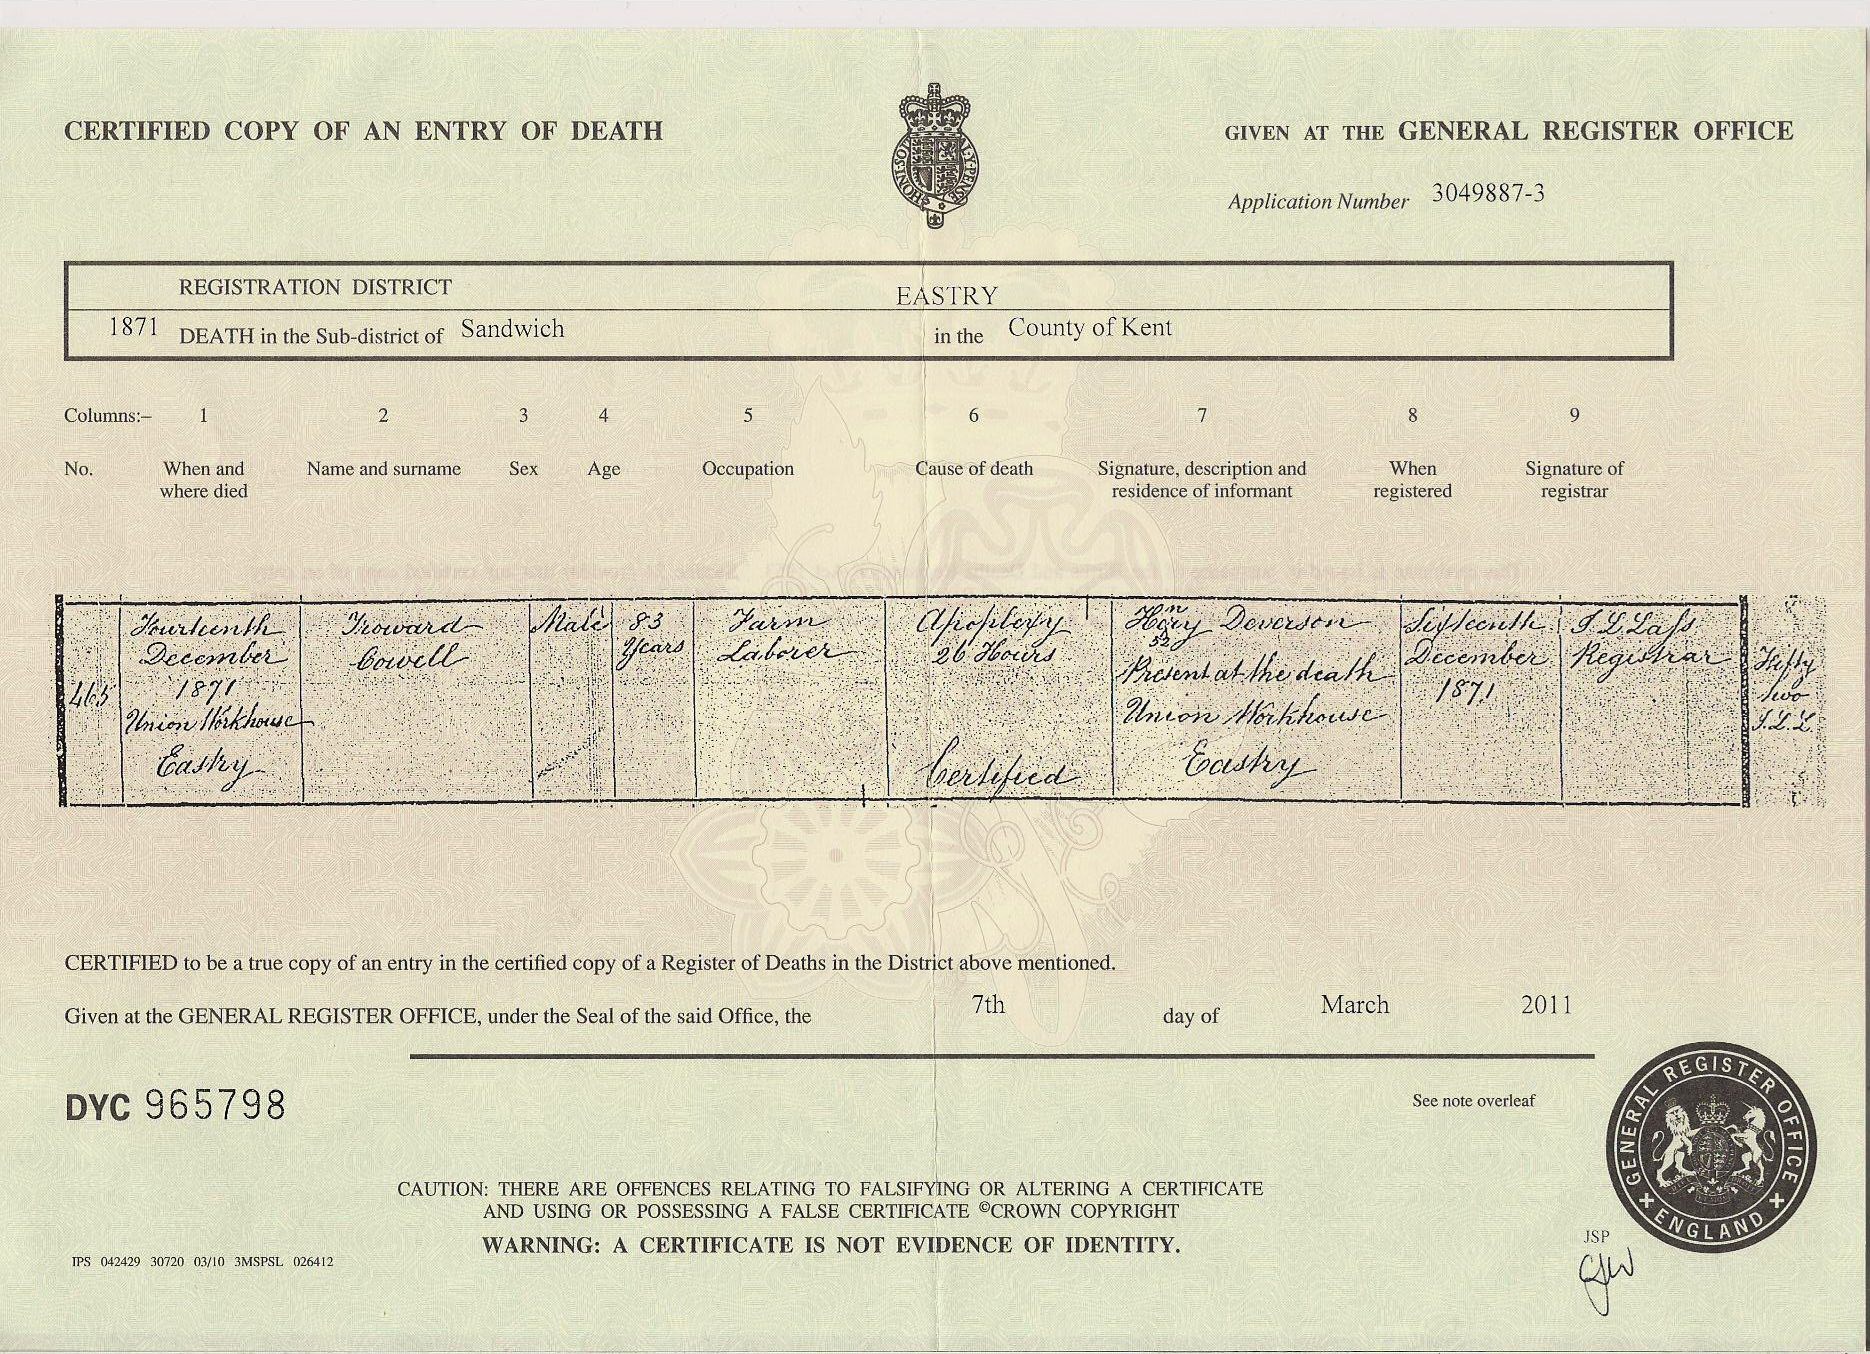 CERTIFIED COPY OF AN ENTRY OF DEATH
GIVEN AT THE GENERAL REGISTER OFFICE
HONI SOIT QUI MAL Y PENSE
Application Number 3049887-3
REGISTRATION DISTRICT EASTRY
1871 DEATH in the Sub-district of Sandwich in the County of Kent
Columns:– 1 2 3 4 5 6 7 8 9
No. When and where died
Name and surname
Sex
Age
Occupation
Cause of death
Signature, description and residence of informant
When registered
Signature of registrar
465
Fourteenth
December
1871
Union Workhouse
Eastry
Troward
Cowell
Male
83
Years
Farm
Laborer
Apoplexy
26 Hours
Certified
Deverson
Present at the death
Union Workhouse
Eastry
Sixteenth
December
1871
Registrar
Fifty
two
CERTIFIED to be a true copy of an entry in the certified copy of a Register of Deaths in the District above mentioned.
Given at the GENERAL REGISTER OFFICE, under the Seal of the said Office, the 7th day of March 2011
DYC 965798
See note overleaf
GENERAL REGISTER OFFICE
ENGLAND
CAUTION: THERE ARE OFFENCES RELATING TO FALSIFYING OR ALTERING A CERTIFICATE
AND USING OR POSSESSING A FALSE CERTIFICATE ©CROWN COPYRIGHT
WARNING: A CERTIFICATE IS NOT EVIDENCE OF IDENTITY.
JSP
IPS 042429 30720 03/10 3MSPSL 026412